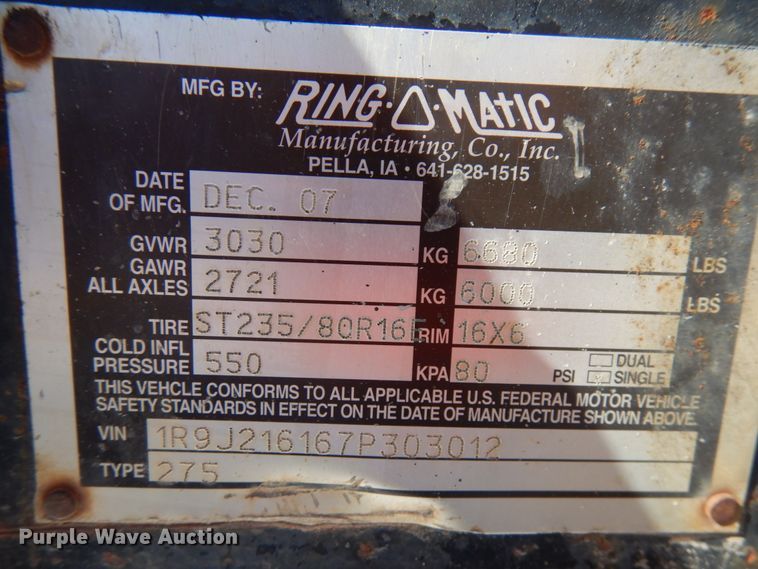 MFG BY: RING-O-MATIC
Manufacturing, Co., Inc.
PELLA, IA • 641-628-1515
DATE OF MFG. DEC. 07
GVWR 3030 KG 6680 LBS
GAWR ALL AXLES 2721 KG 6000 LBS
TIRE ST235/80R16E RIM 16X6
COLD INFL PRESSURE 550 KPA 80 PSI DUAL SINGLE
THIS VEHCLE CONFORMS TO ALL APPLICABLE U.S. FEDERAL MOTOR VEHICLE
SAFETY STANDARDS IN EFFECT ON THE DATE OF MANUFACTURE SHOWN ABOVE.
VIN 1R9J216167P303012
TYPE 275
Purple Wave Auction